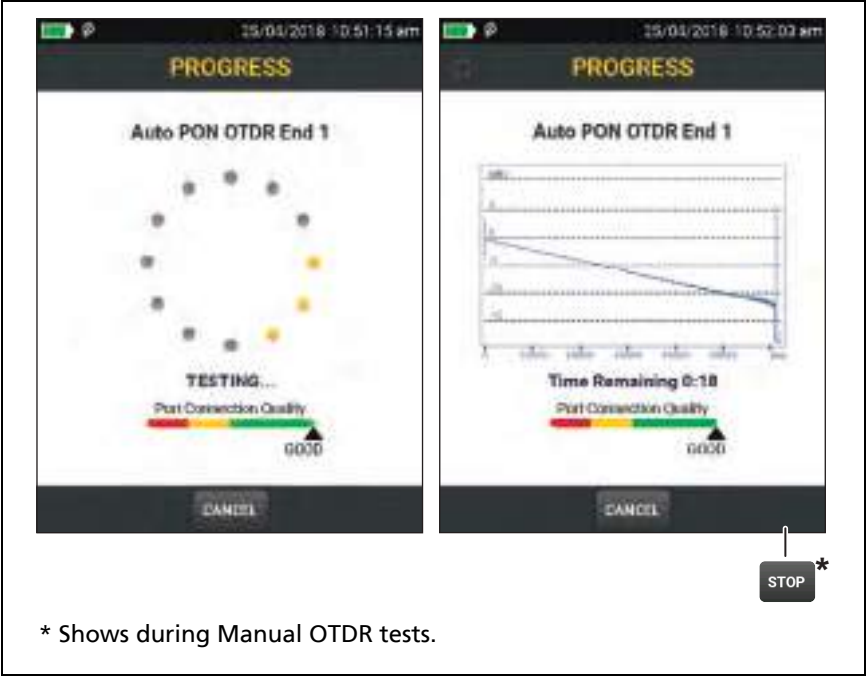 25/04/2018 10:51:15 am
PROGRESS
Auto PON OTDR End 1
TESTING...
Port Connection Quality
GOOD
CANCEL
25/04/2018 10:52:03 am
PROGRESS
Auto PON OTDR End 1
Time Remaining 0:18
Port Connection Quality
GOOD
CANCEL
STOP *
* Shows during Manual OTDR tests.